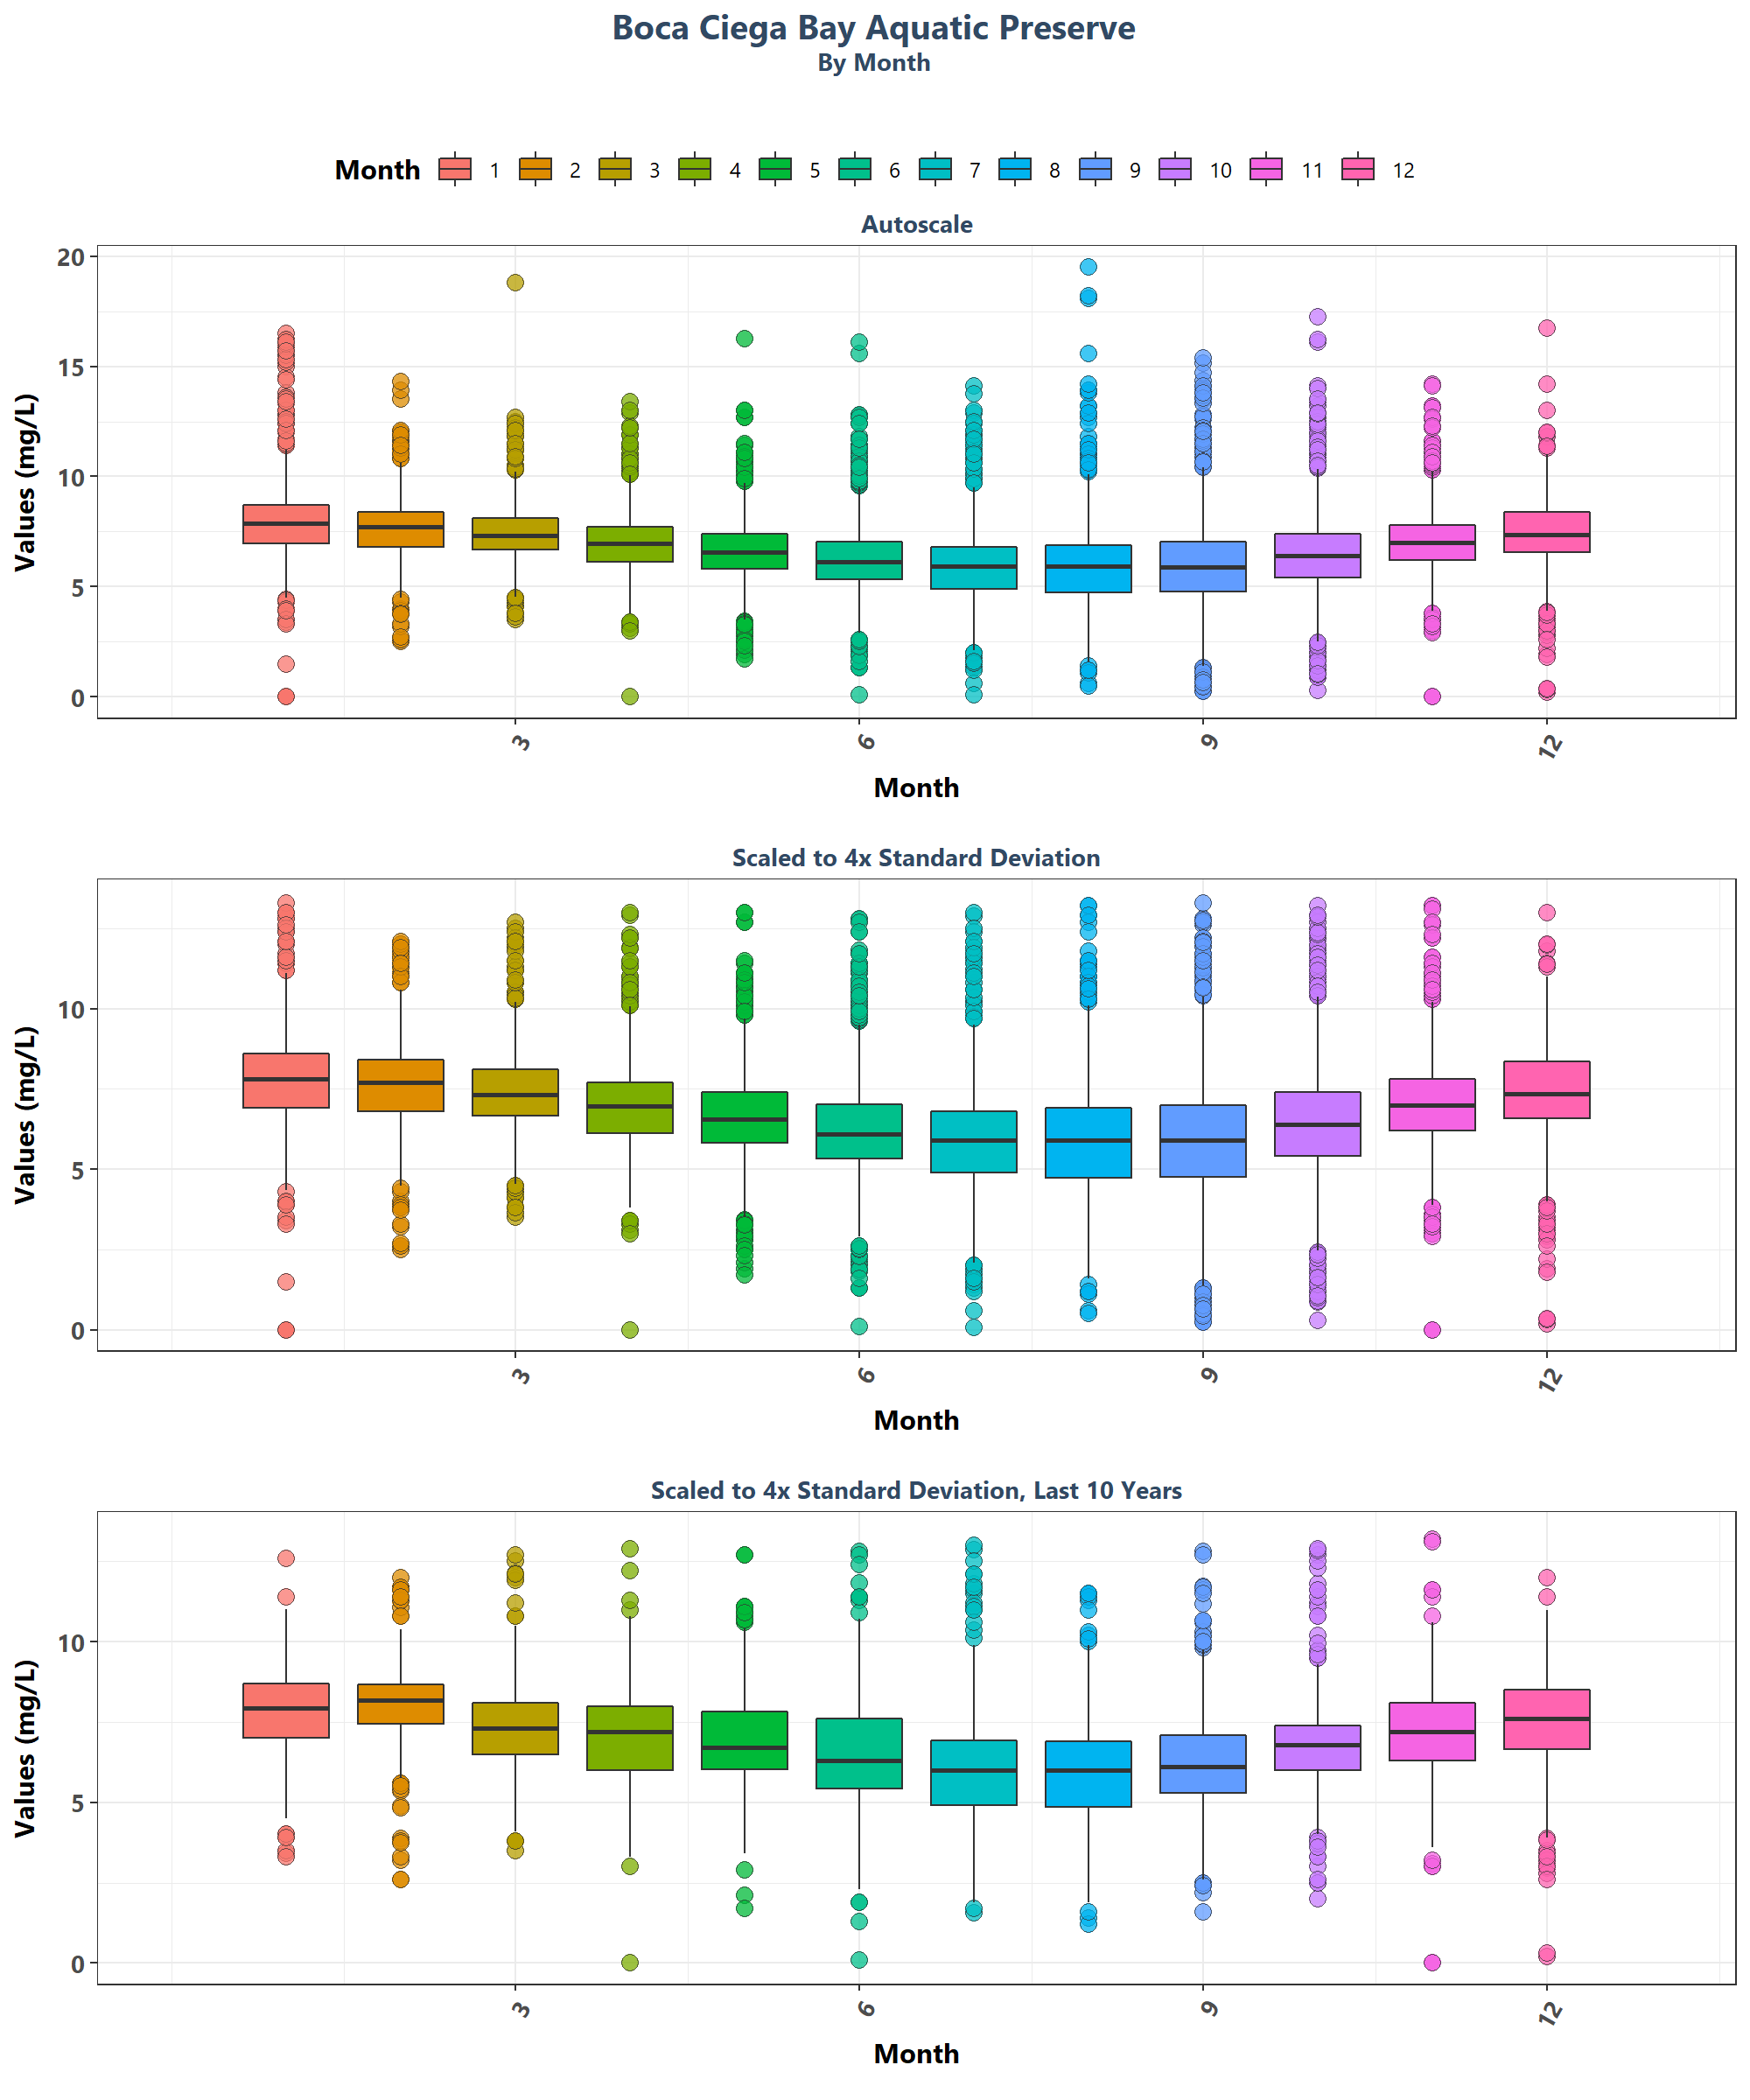 Boca Ciega Bay Aquatic Preserve
By Month
Month 1 2 3 4 5 6 7 8 9 10 11 12
Autoscale
Values (mg/L)
20
15
10
5
0
3 6 9 12
Month
Scaled to 4x Standard Deviation
Values (mg/L)
10
5
0
3 6 9 12
Month
Scaled to 4x Standard Deviation, Last 10 Years
Values (mg/L)
10
5
0
3 6 9 12
Month